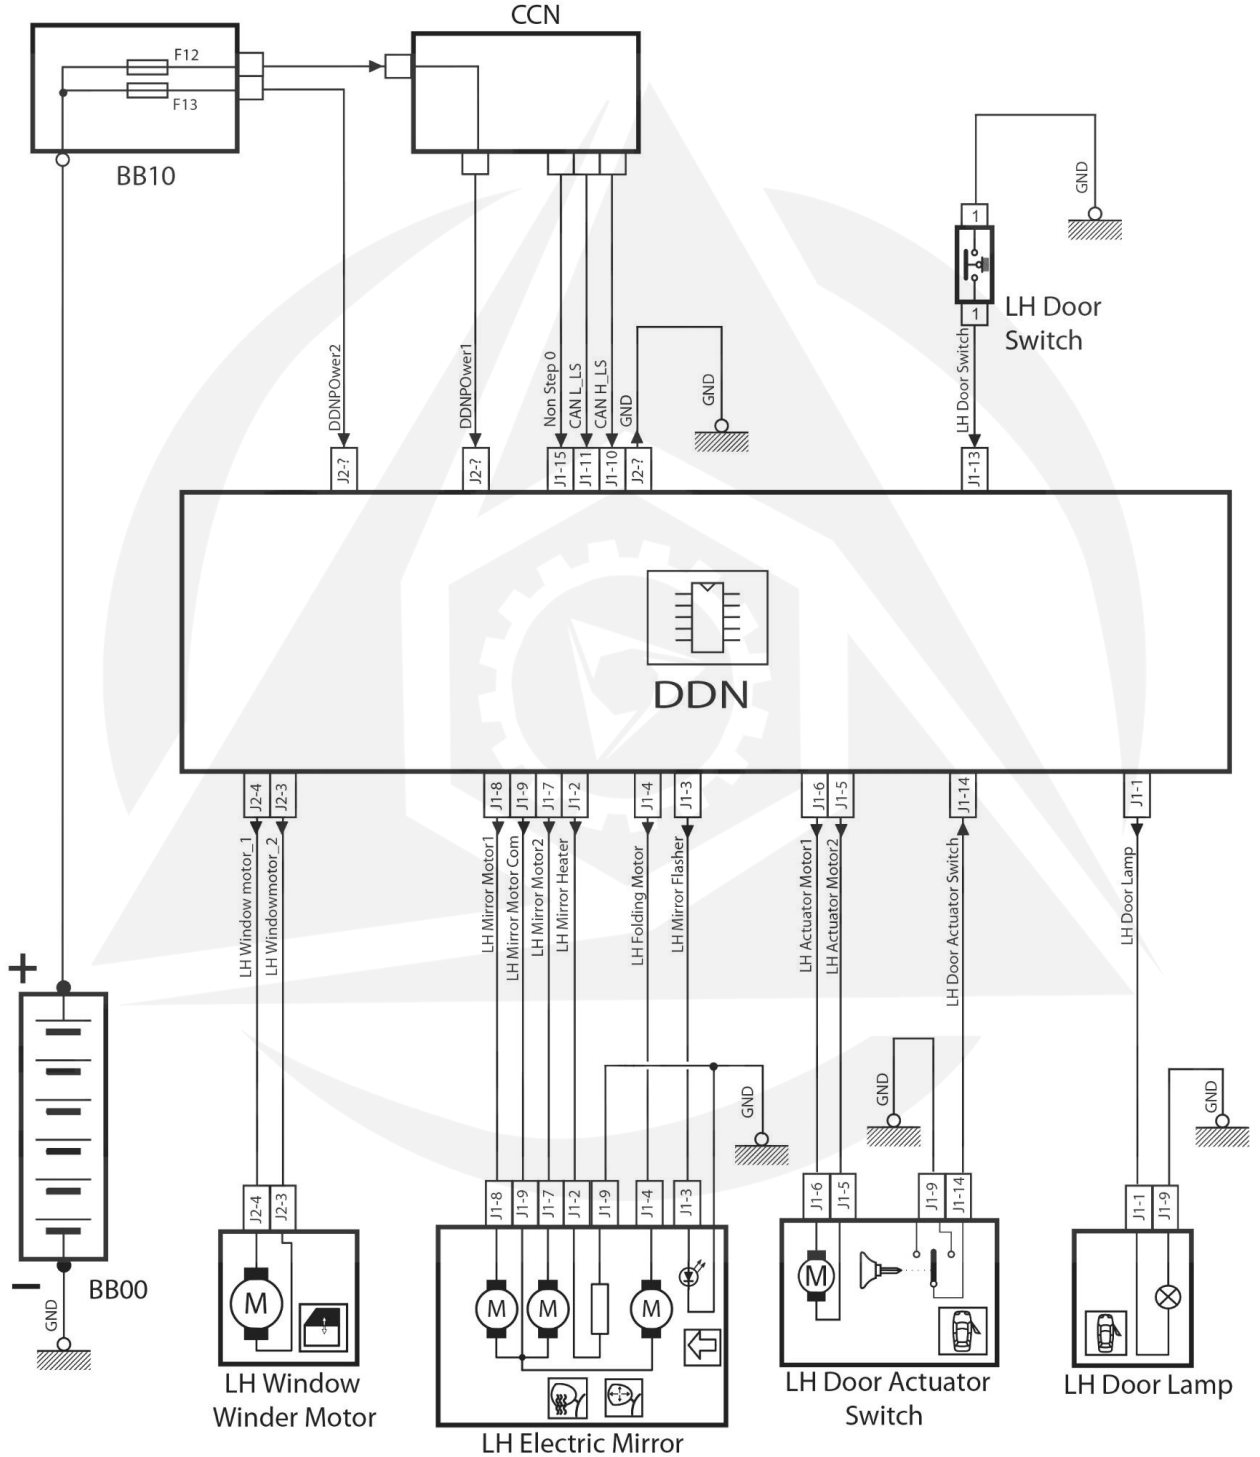 CCN
F12
F13
BB10
GND
1
1
LH Door
Switch
DDNPOwer2
DDNPOwer1
Non Step 0
CAN L_LS
CAN H_LS
GND
GND
LH Door Switch
J2-?
J2-?
J1-15
J1-11
J1-10
J2-?
J1-13
DDN
J2-4
J2-3
J1-8
J1-9
J1-7
J1-2
J1-4
J1-3
J1-6
J1-5
J1-14
J1-1
LH Window motor_1
LH Windowmotor_2
LH Mirror Motor1
LH Mirror Motor Com
LH Mirror Motor2
LH Mirror Heater
LH Folding Motor
LH Mirror Flasher
LH Actuator Motor1
LH Actuator Motor2
LH Door Actuator Switch
LH Door Lamp
+
−
BB00
GND
GND
GND
GND
J2-4
J2-3
J1-8
J1-9
J1-7
J1-2
J1-9
J1-4
J1-3
J1-6
J1-5
J1-9
J1-14
J1-1
J1-9
M
M
M
M
M
LH Window
Winder Motor
LH Electric Mirror
LH Door Actuator
Switch
LH Door Lamp